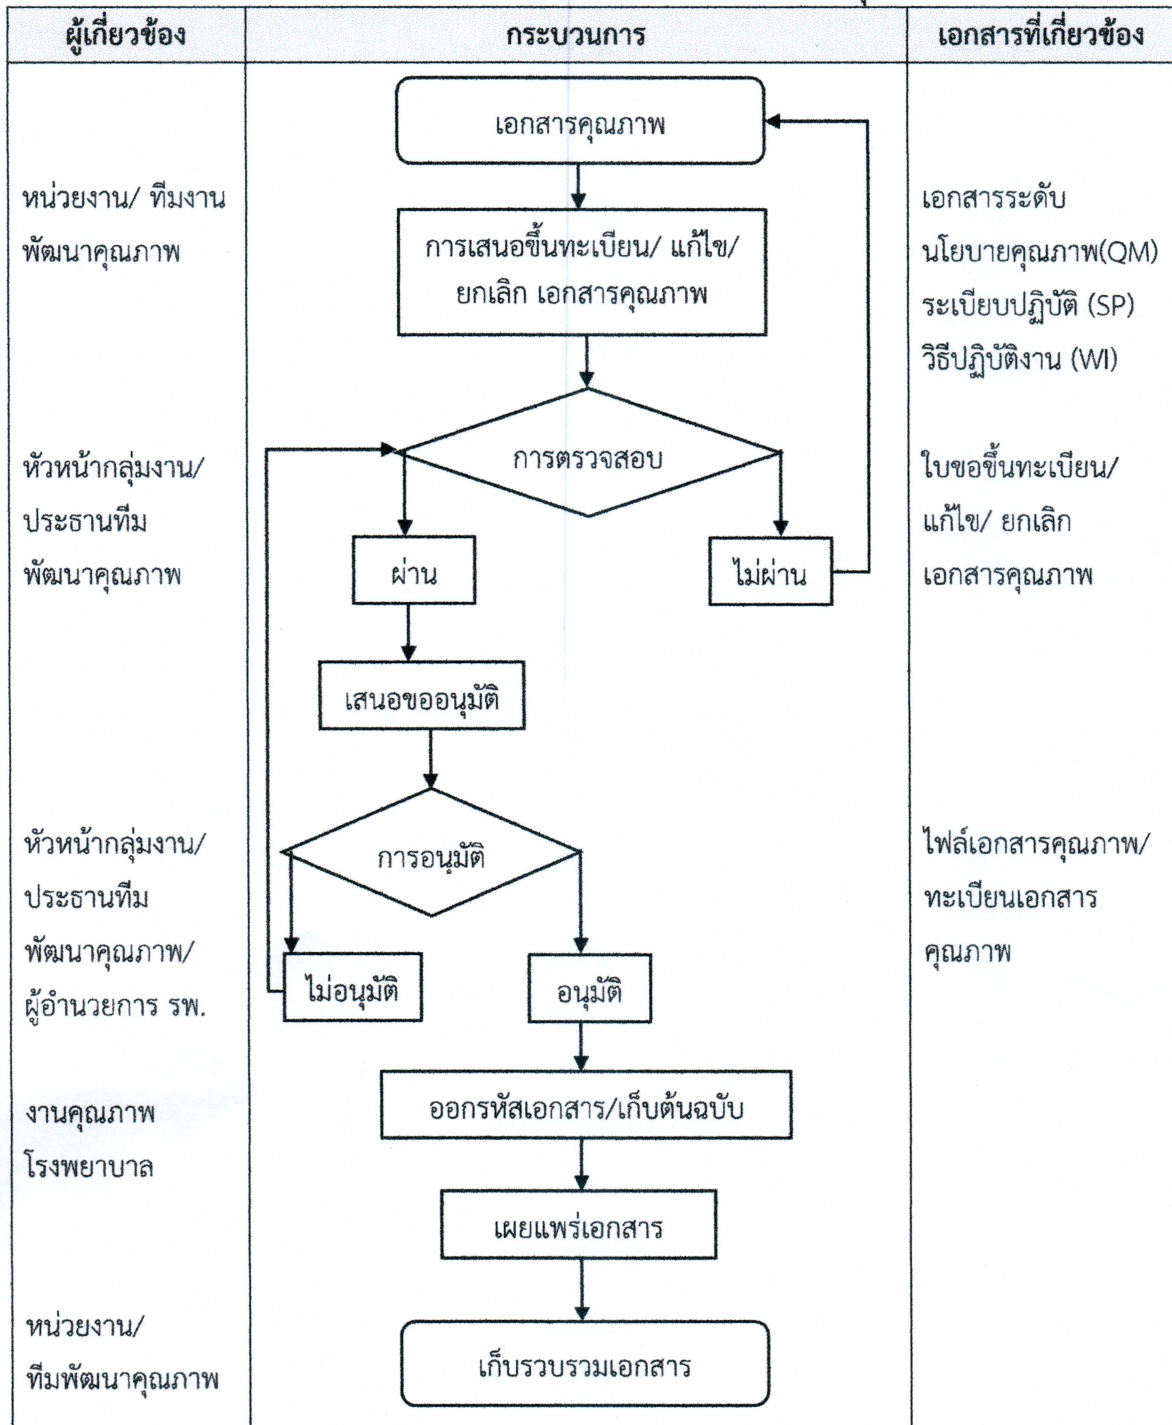 ผู้เกี่ยวข้อง
กระบวนการ
เอกสารที่เกี่ยวข้อง
หน่วยงาน/ ทีมงาน
พัฒนาคุณภาพ
หัวหน้ากลุ่มงาน/
ประธานทีม
พัฒนาคุณภาพ
หัวหน้ากลุ่มงาน/
ประธานทีม
พัฒนาคุณภาพ/
ผู้อำนวยการ รพ.
งานคุณภาพ
โรงพยาบาล
หน่วยงาน/
ทีมพัฒนาคุณภาพ
เอกสารคุณภาพ
การเสนอขึ้นทะเบียน/ แก้ไข/
ยกเลิก เอกสารคุณภาพ
การตรวจสอบ
ผ่าน
ไม่ผ่าน
เสนอขออนุมัติ
การอนุมัติ
ไม่อนุมัติ
อนุมัติ
ออกรหัสเอกสาร/เก็บต้นฉบับ
เผยแพร่เอกสาร
เก็บรวบรวมเอกสาร
เอกสารระดับ
นโยบายคุณภาพ(QM)
ระเบียบปฏิบัติ (SP)
วิธีปฏิบัติงาน (WI)
ใบขอขึ้นทะเบียน/
แก้ไข/ ยกเลิก
เอกสารคุณภาพ
ไฟล์เอกสารคุณภาพ/
ทะเบียนเอกสาร
คุณภาพ